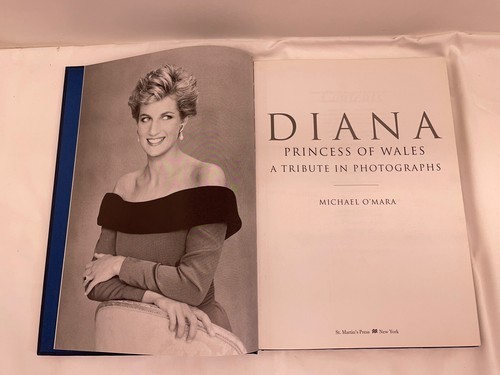 DIANA
PRINCESS OF WALES
A TRIBUTE IN PHOTOGRAPHS
MICHAEL O'MARA
St. Martin's Press New York